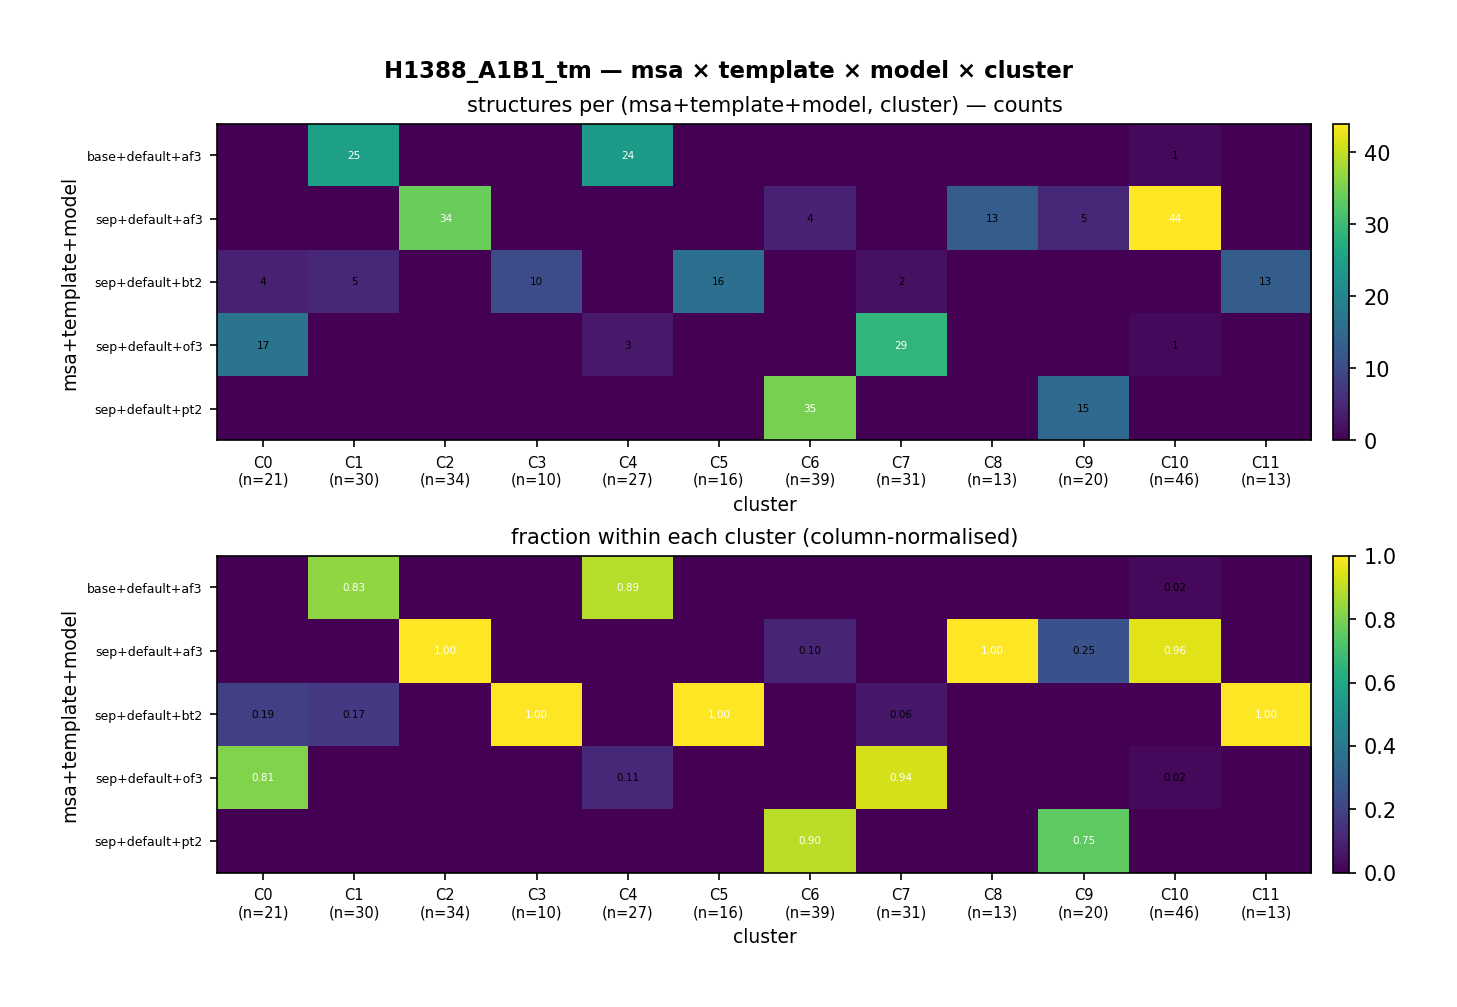 H1388_A1B1_tm — msa × template × model × cluster
structures per (msa+template+model, cluster) — counts
msa+template+model
base+default+af3 25 24 1
sep+default+af3 34 4 13 5 44
sep+default+bt2 4 5 10 16 2 13
sep+default+of3 17 3 29 1
sep+default+pt2 35 15
40
30
20
10
0
C0 C1 C2 C3 C4 C5 C6 C7 C8 C9 C10 C11
(n=21) (n=30) (n=34) (n=10) (n=27) (n=16) (n=39) (n=31) (n=13) (n=20) (n=46) (n=13)
cluster
fraction within each cluster (column-normalised)
msa+template+model
base+default+af3 0.83 0.89 0.02
sep+default+af3 1.00 0.10 1.00 0.25 0.96
sep+default+bt2 0.19 0.17 1.00 1.00 0.06 1.00
sep+default+of3 0.81 0.11 0.94 0.02
sep+default+pt2 0.90 0.75
1.0
0.8
0.6
0.4
0.2
0.0
C0 C1 C2 C3 C4 C5 C6 C7 C8 C9 C10 C11
(n=21) (n=30) (n=34) (n=10) (n=27) (n=16) (n=39) (n=31) (n=13) (n=20) (n=46) (n=13)
cluster